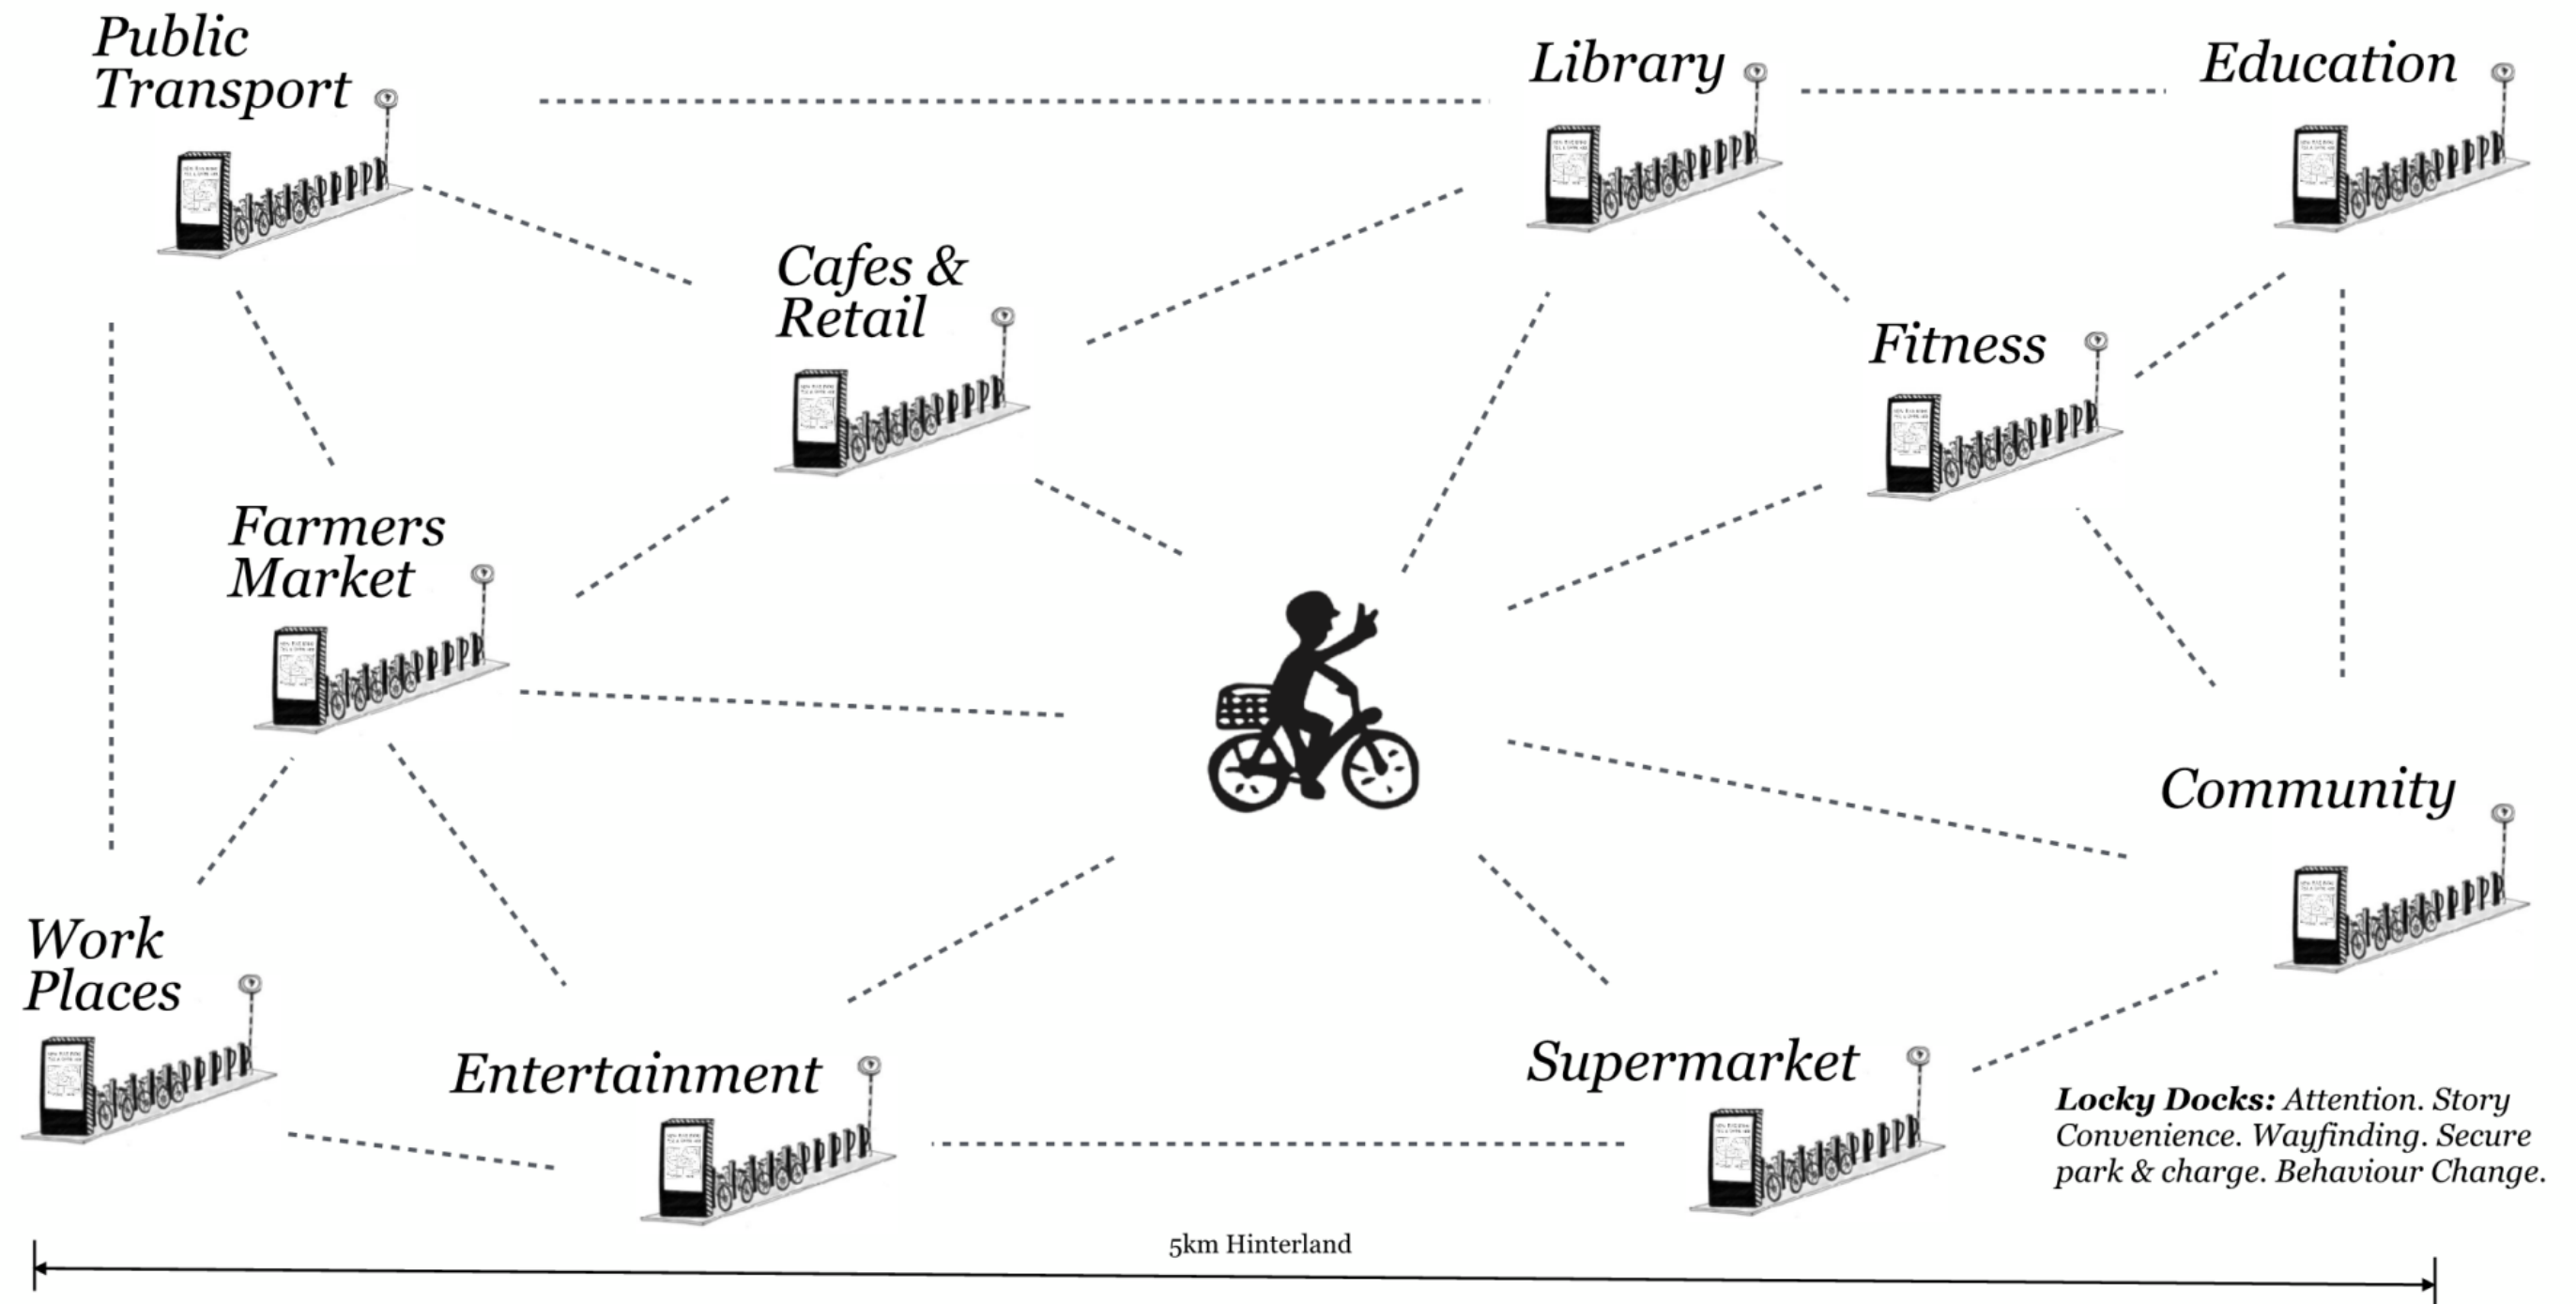 Public
Transport
Library
Education
Cafes &
Retail
Fitness
Farmers
Market
Community
Work
Places
Entertainment
Supermarket
Locky Docks: Attention. Story
Convenience. Wayfinding. Secure
park & charge. Behaviour Change.
5km Hinterland